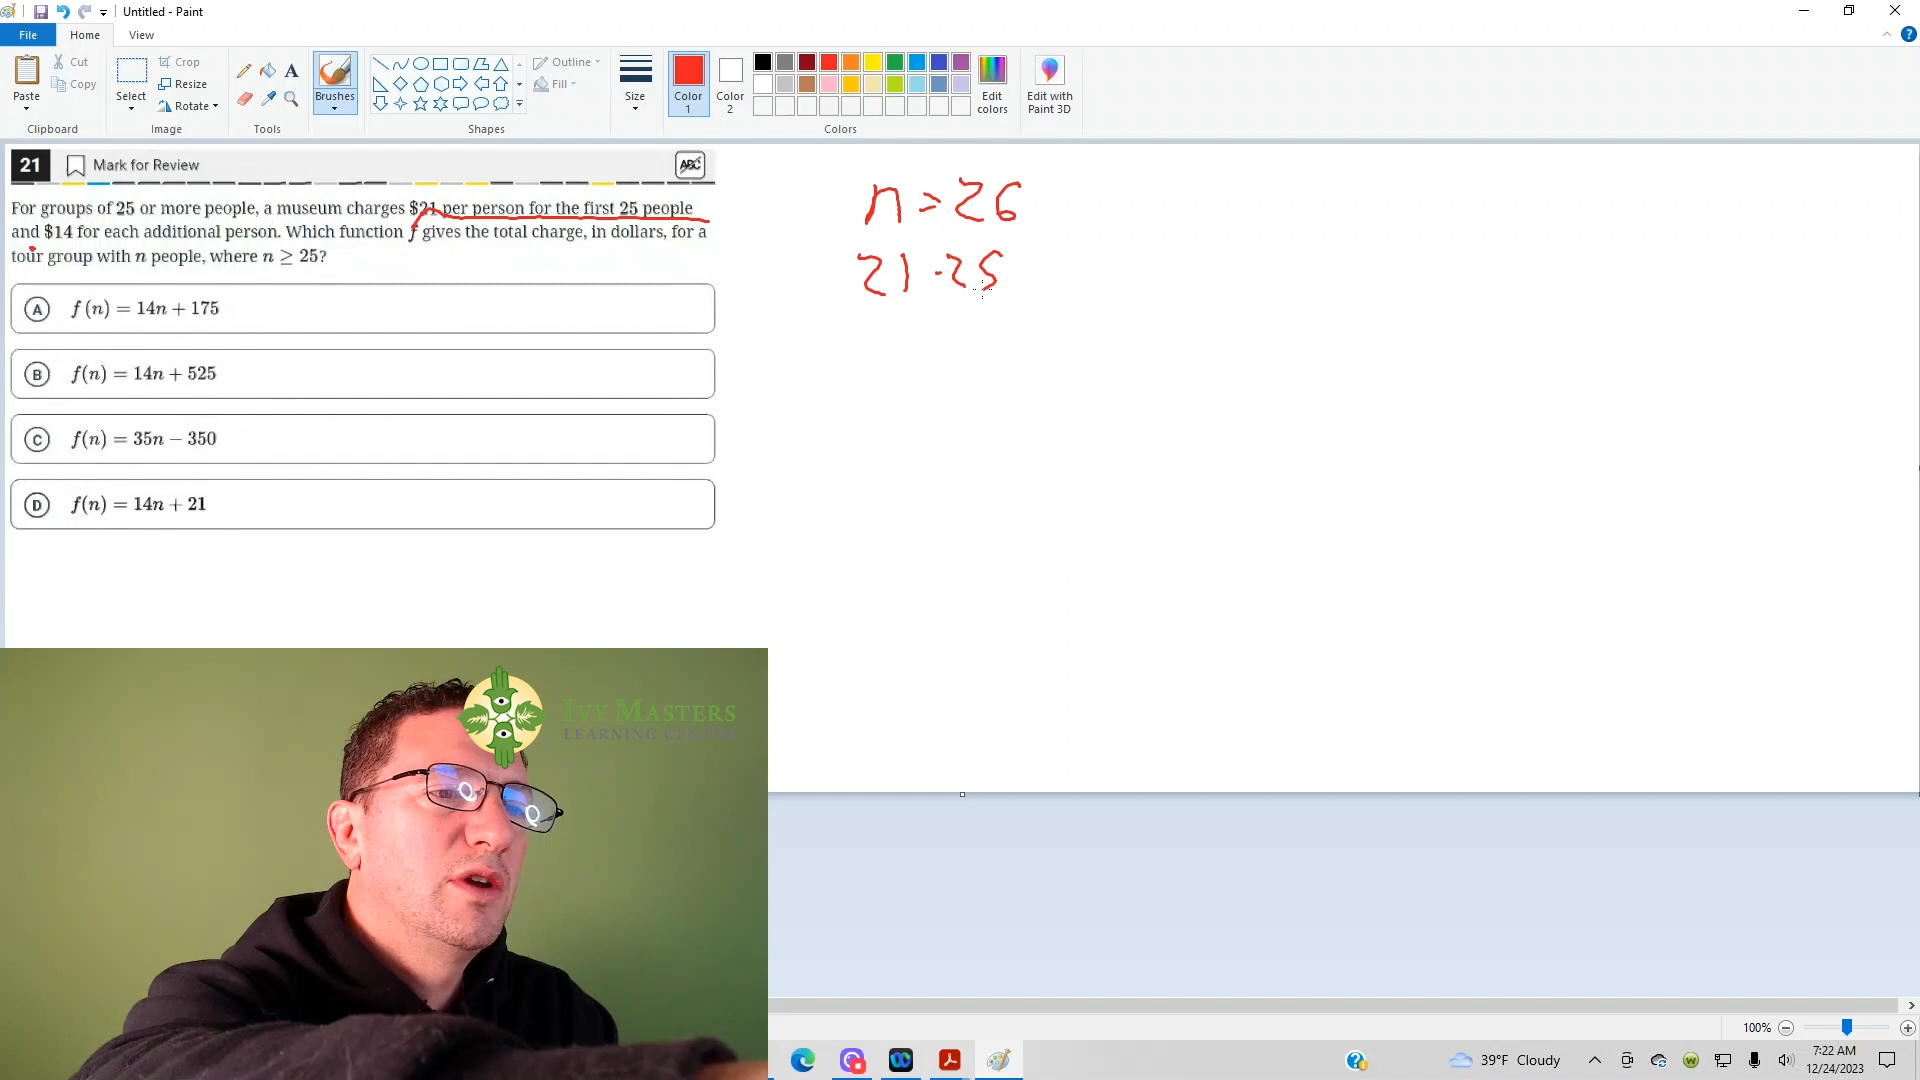 Untitled - Paint
File
Home
View
Paste
Cut
Copy
Clipboard
Select
Crop
Resize
Rotate
Image
A
Tools
Brushes
Shapes
Outline
Fill
Size
Color 1
Color 2
Edit colors
Colors
Edit with Paint 3D
21 Mark for Review ABC
For groups of 25 or more people, a museum charges $21 per person for the first 25 people
and $14 for each additional person. Which function f gives the total charge, in dollars, for a
tour group with n people, where n ≥ 25?
A f (n) = 14n + 175
B f(n) = 14n + 525
C f(n) = 35n − 350
D f(n) = 14n + 21
n = 26
21 · 25
IVY MASTERS
LEARNING CENTER
100%
39°F Cloudy
7:22 AM
12/24/2023